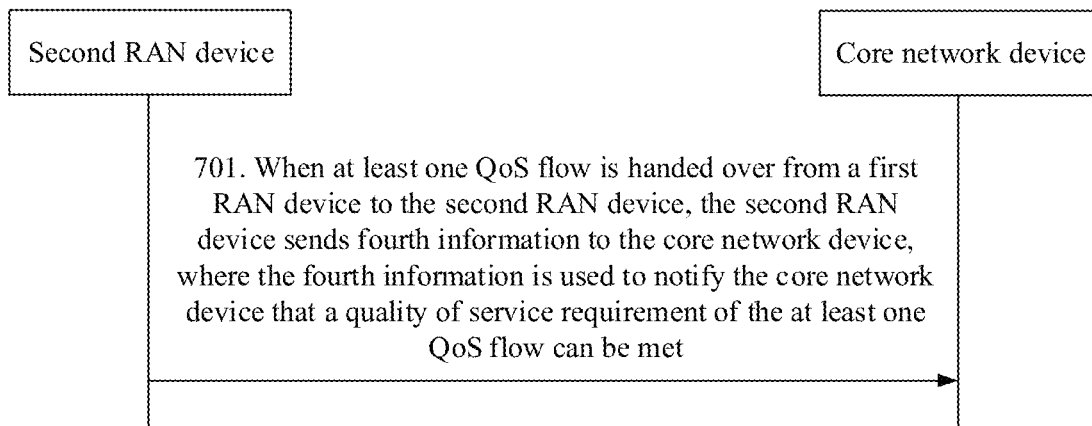 Second RAN device
Core network device
701. When at least one QoS flow is handed over from a first
RAN device to the second RAN device, the second RAN
device sends fourth information to the core network device,
where the fourth information is used to notify the core network
device that a quality of service requirement of the at least one
QoS flow can be met